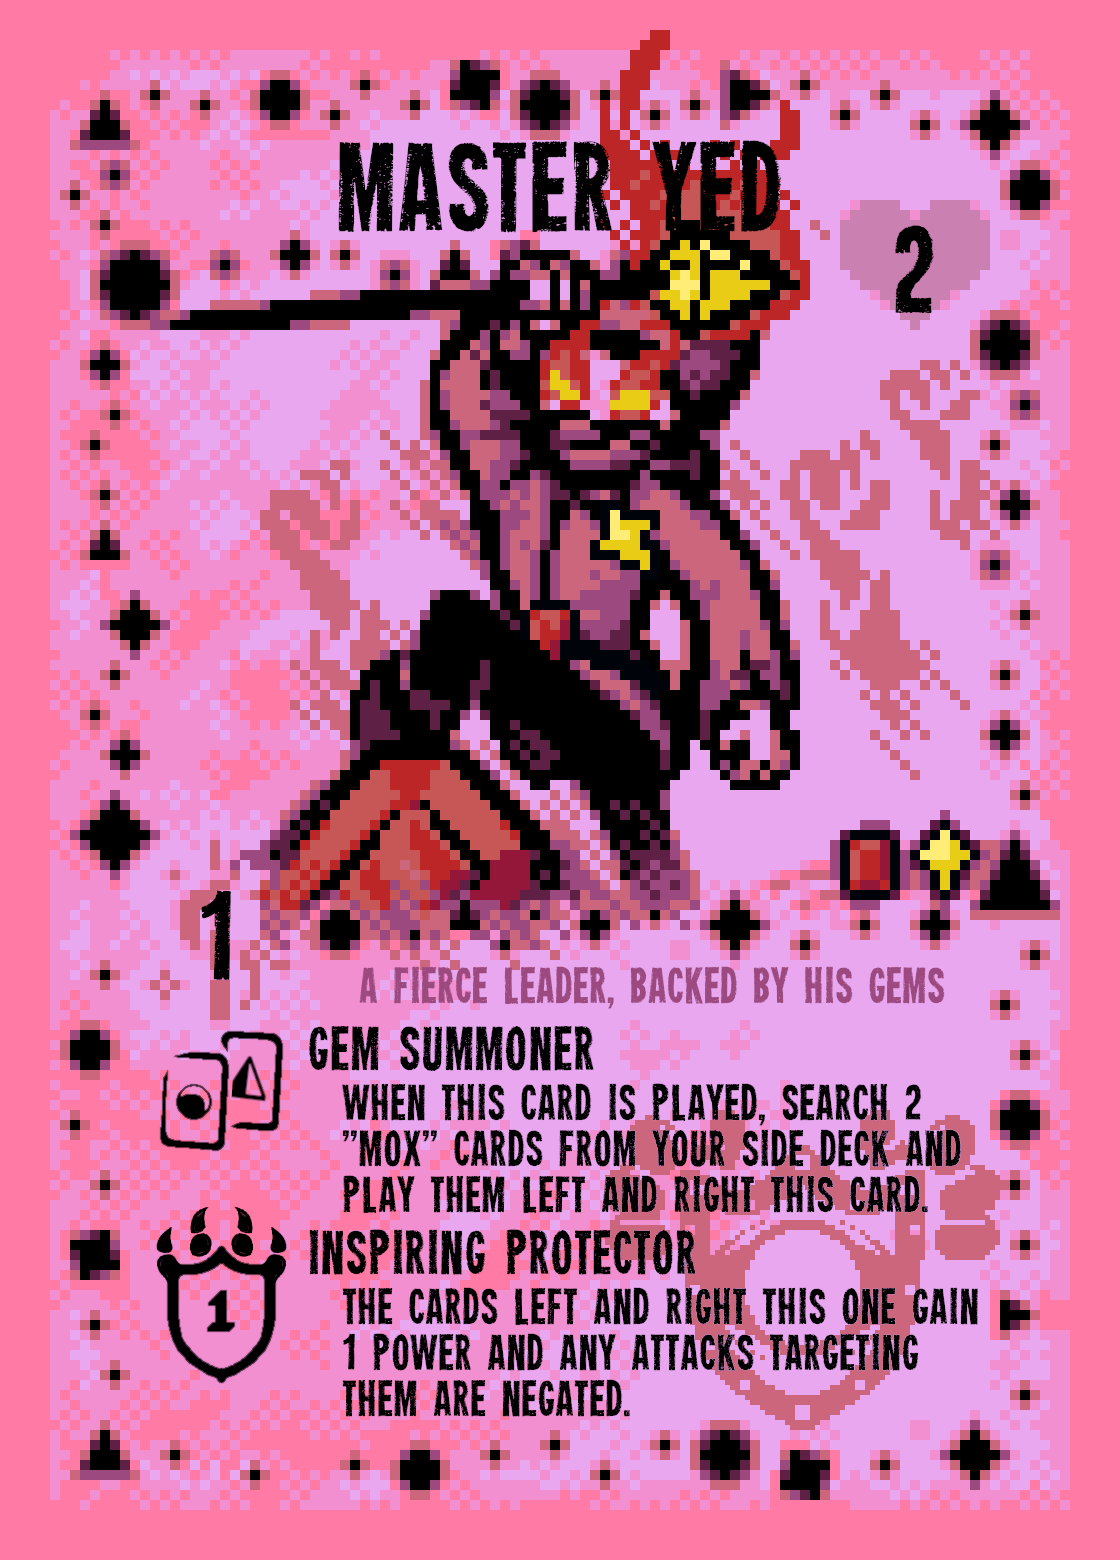 MASTER YED
2
1
A FIERCE LEADER, BACKED BY HIS GEMS
GEM SUMMONER
WHEN THIS CARD IS PLAYED, SEARCH 2
"MOX" CARDS FROM YOUR SIDE DECK AND
PLAY THEM LEFT AND RIGHT THIS CARD.
INSPIRING PROTECTOR
1
THE CARDS LEFT AND RIGHT THIS ONE GAIN
1 POWER AND ANY ATTACKS TARGETING
THEM ARE NEGATED.